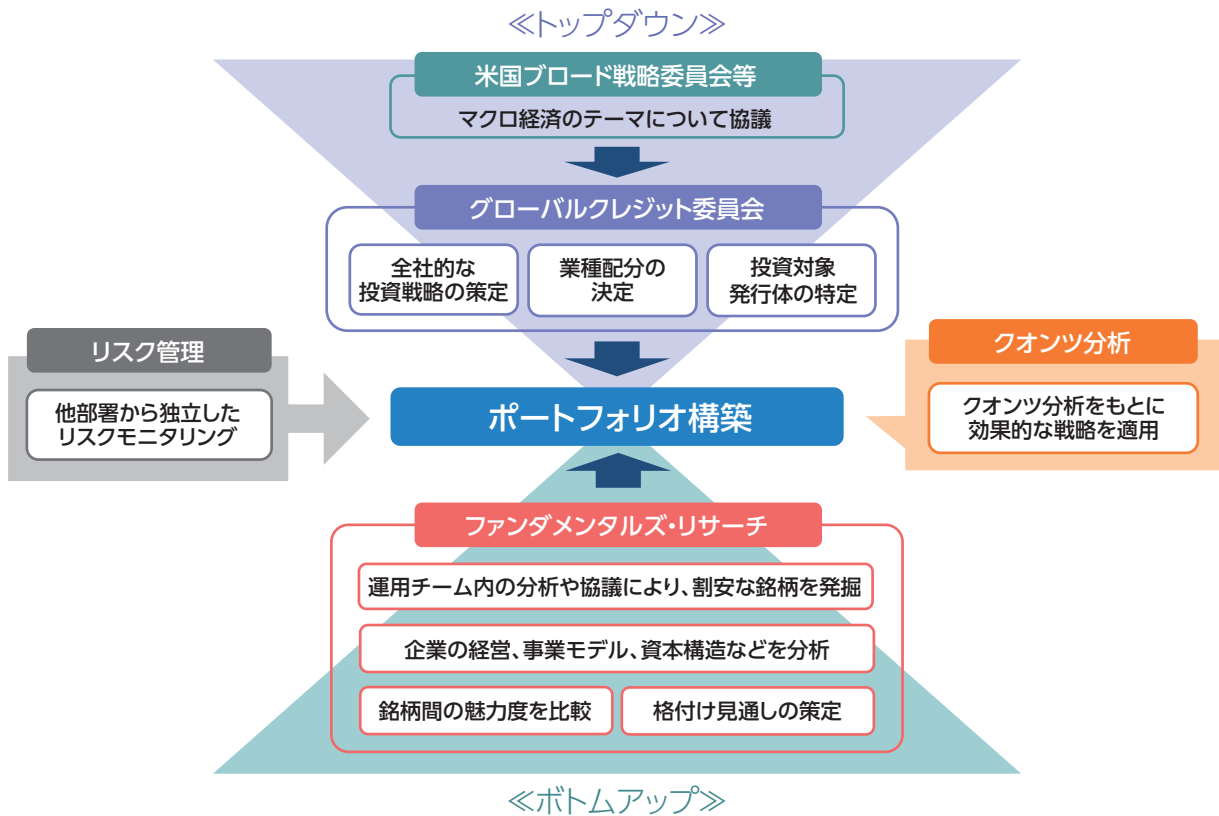 ≪トップダウン≫
米国ブロード戦略委員会等
マクロ経済のテーマについて協議
グローバルクレジット委員会
全社的な
投資戦略の策定
業種配分の
決定
投資対象
発行体の特定
リスク管理
他部署から独立した
リスクモニタリング
ポートフォリオ構築
クオンツ分析
クオンツ分析をもとに
効果的な戦略を適用
ファンダメンタルズ・リサーチ
運用チーム内の分析や協議により、割安な銘柄を発掘
企業の経営、事業モデル、資本構造などを分析
銘柄間の魅力度を比較
格付け見通しの策定
≪ボトムアップ≫